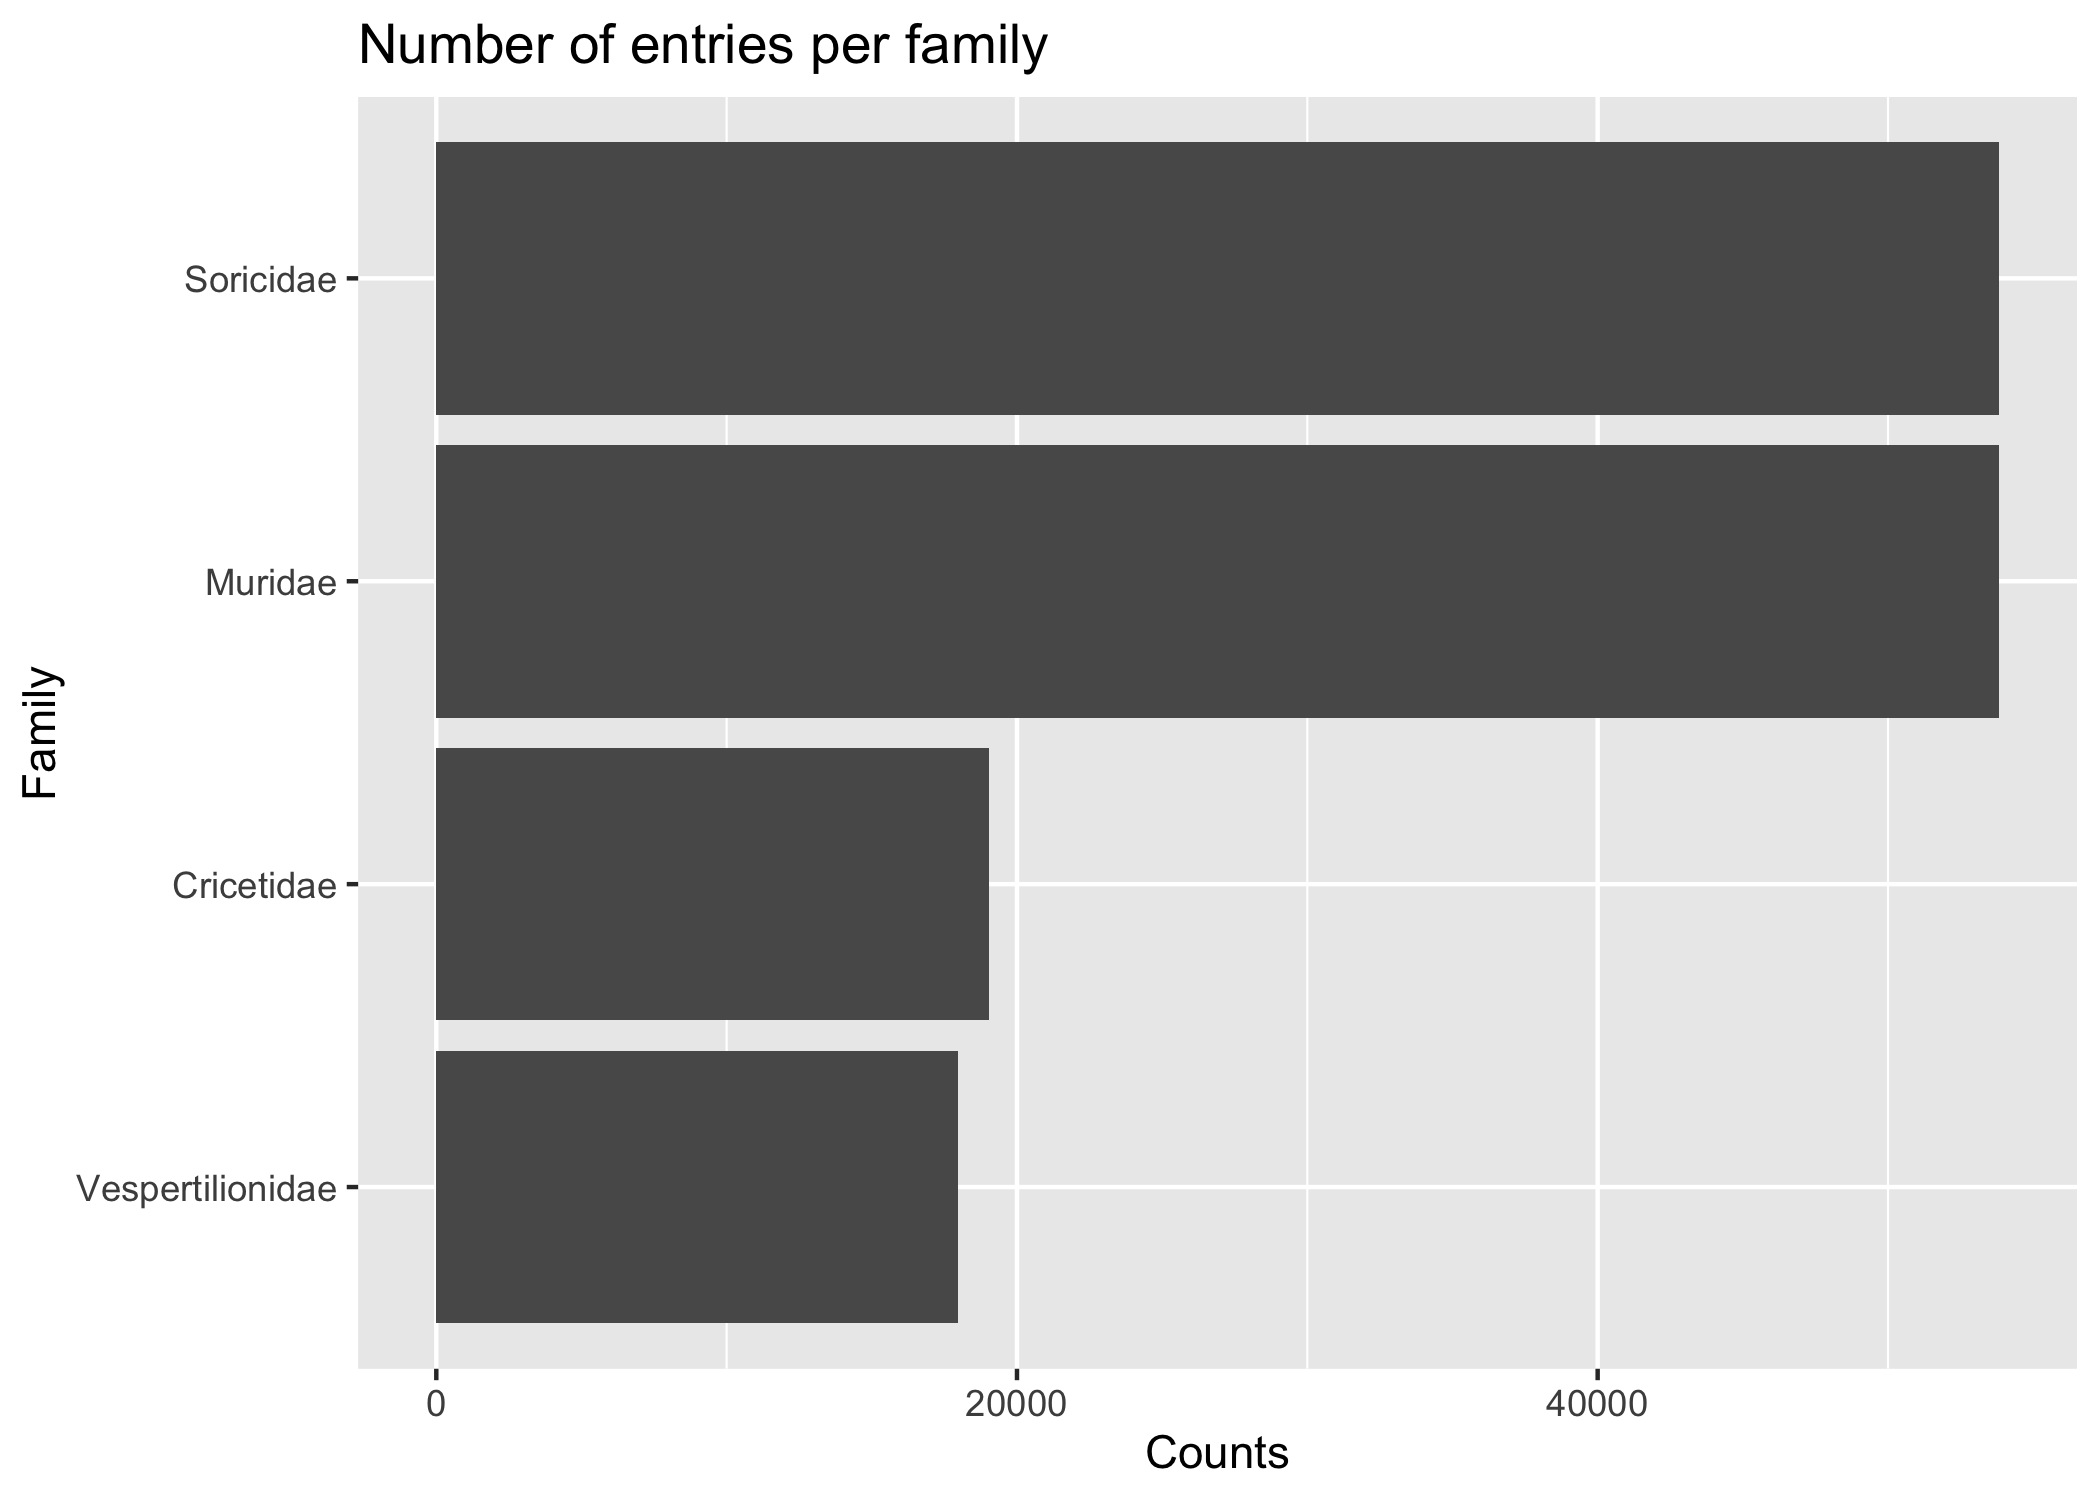 Number of entries per family
Family
Soricidae
Muridae
Cricetidae
Vespertilionidae
0 20000 40000
Counts